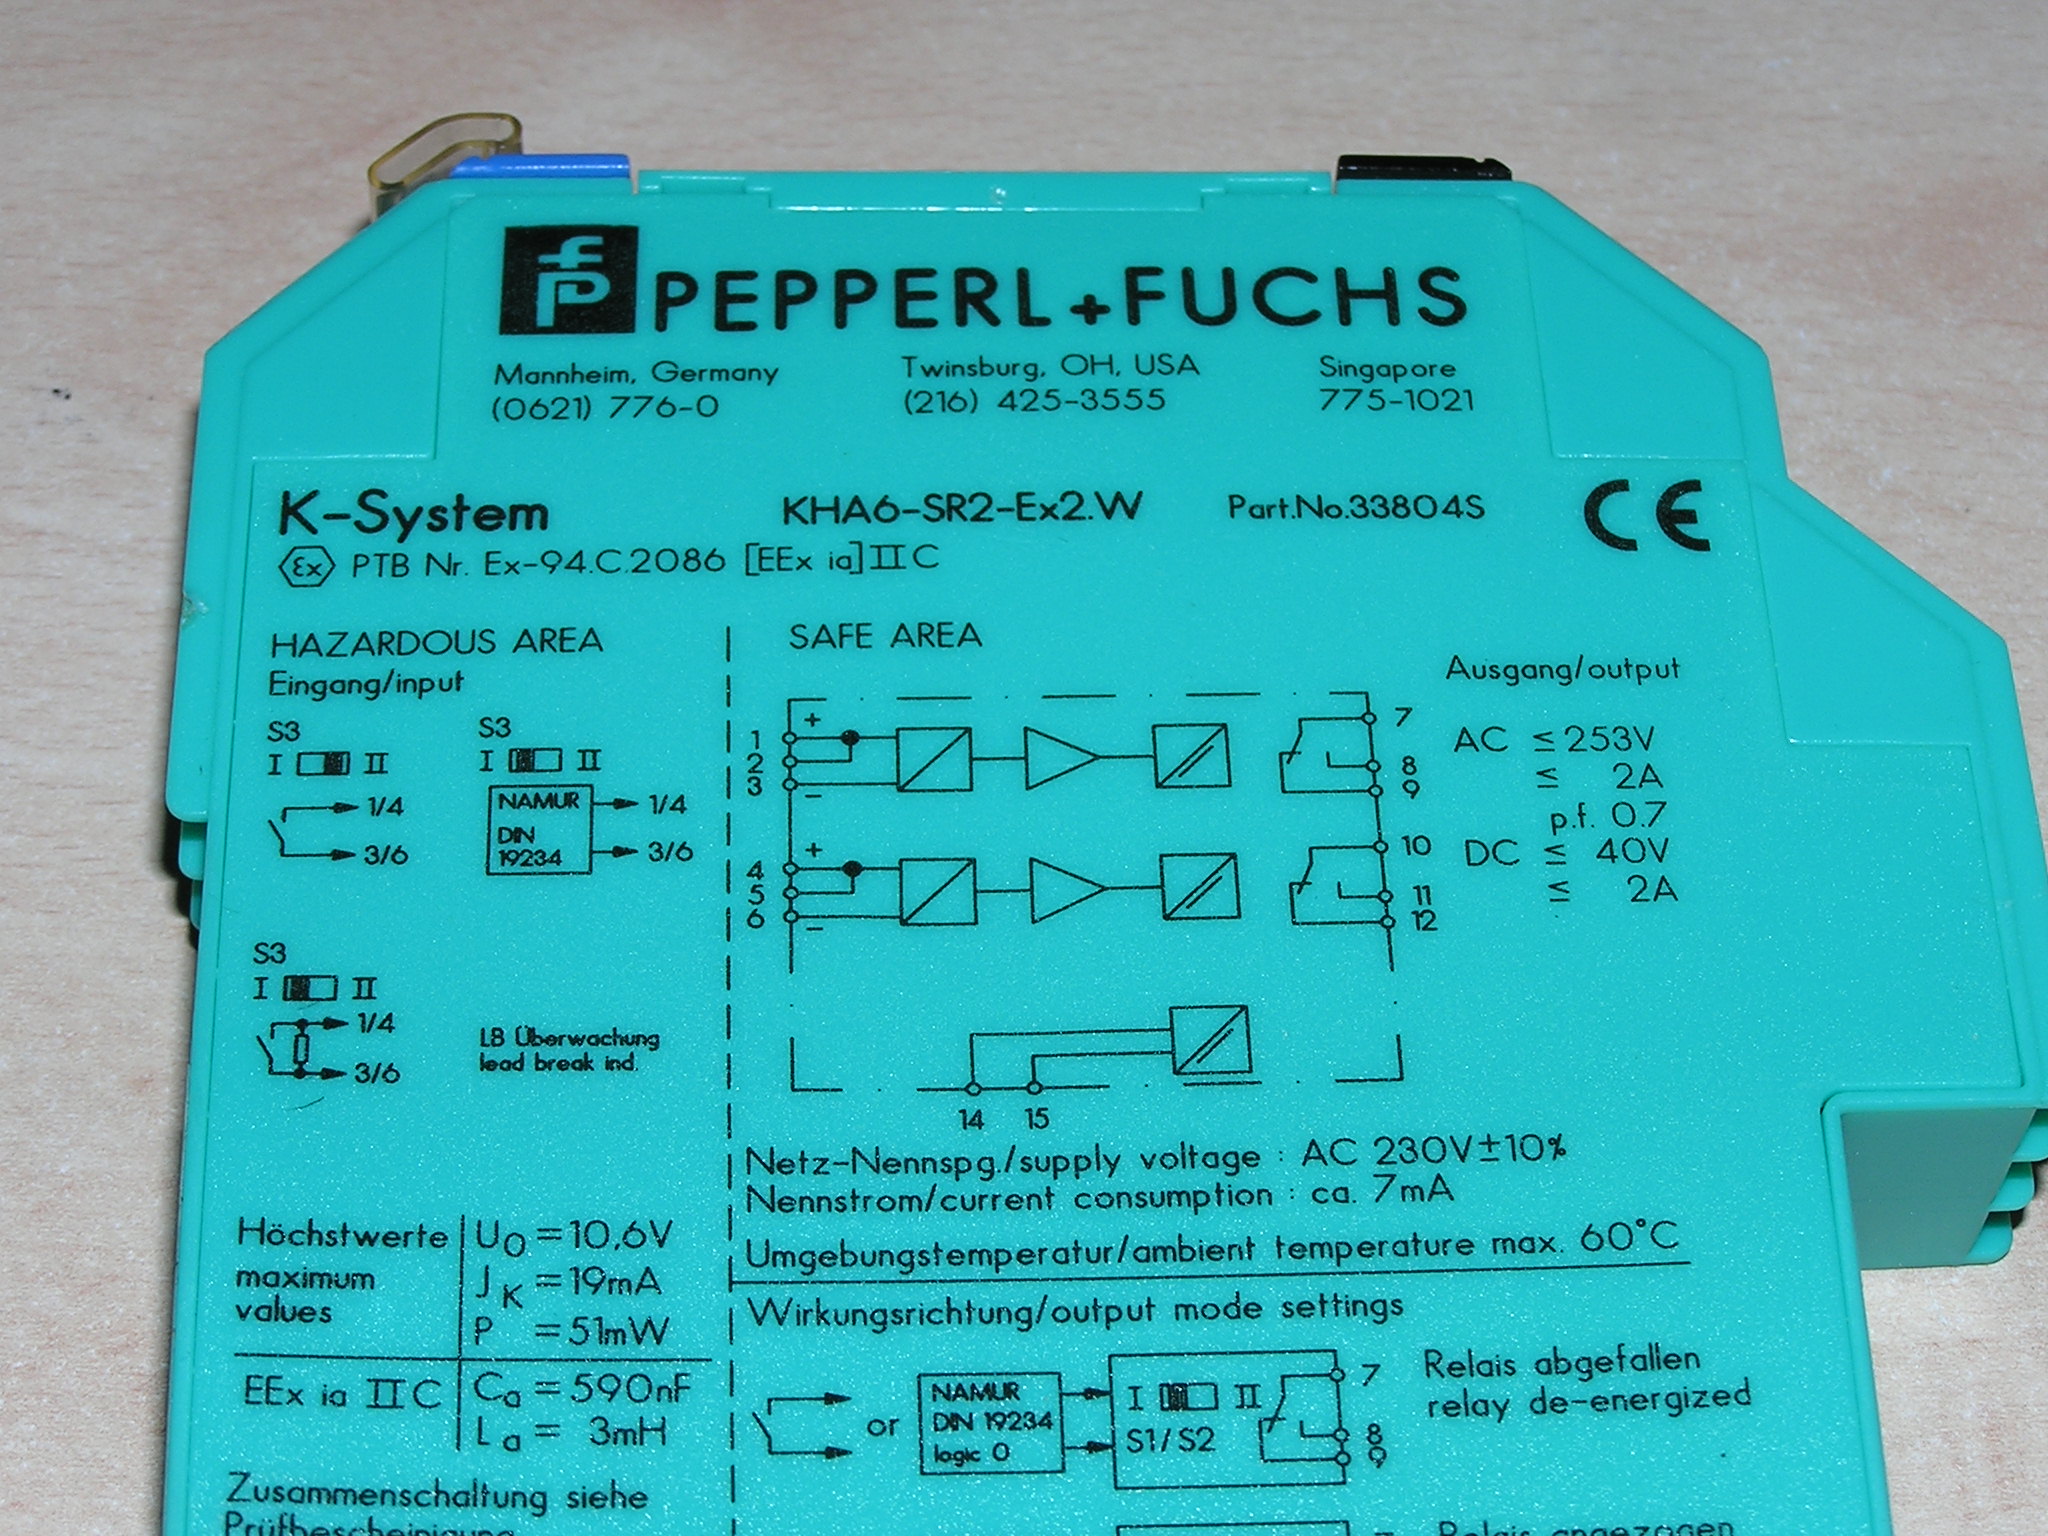 PEPPERL+FUCHS
Mannheim, Germany Twinsburg, OH, USA Singapore
(0621) 776-0 (216) 425-3555 775-1021
K-System KHA6-SR2-Ex2.W Part.No.33804S CE
Ex PTB Nr. Ex-94.C.2086 [EEx ia] II C
HAZARDOUS AREA
Eingang/input
S3 S3
I II I II
1/4 NAMUR 1/4
3/6 DIN 3/6
19234
S3
I II
1/4
3/6
LB Überwachung
lead break ind.
SAFE AREA
Ausgang/output
1 + 7
2 8
3 - 9
4 + 10
5 11
6 - 12
14 15
AC ≤ 253V
≤ 2A
p.f. 0.7
DC ≤ 40V
≤ 2A
Netz-Nennspg./supply voltage : AC 230V±10%
Nennstrom/current consumption : ca. 7mA
Umgebungstemperatur/ambient temperature max. 60°C
Höchstwerte UO = 10,6V
maximum JK = 19mA
values P = 51mW
EEx ia II C Ca = 590nF
La = 3mH
Zusammenschaltung siehe
Prüfbescheinigung
Wirkungsrichtung/output mode settings
or
NAMUR
DIN 19234
logic 0
I II
S1/S2
7
8
9
Relais abgefallen
relay de-energized
Relais angezogen